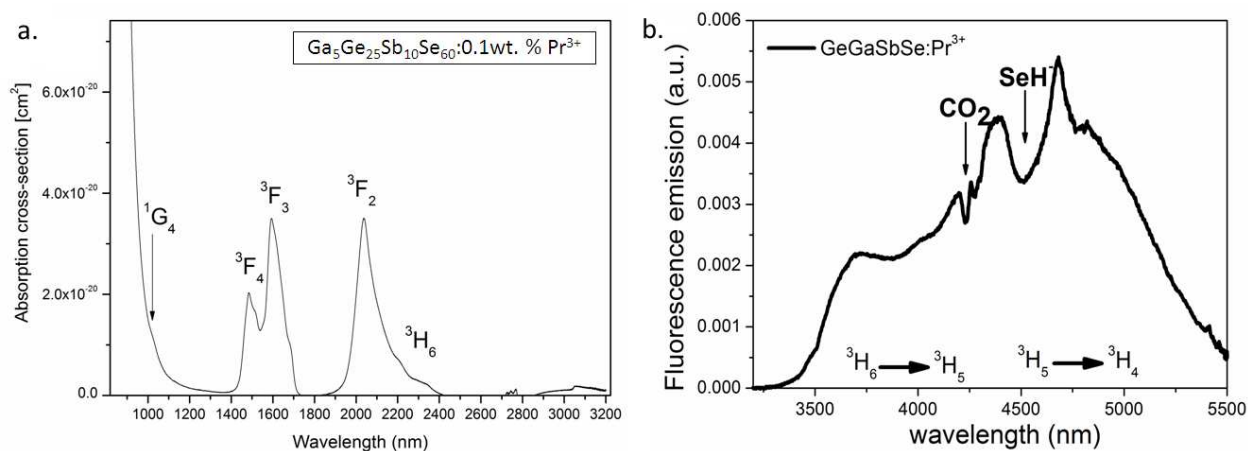 a.
Ga₅Ge₂₅Sb₁₀Se₆₀:0.1wt. % Pr³⁺
Absorption cross-section [cm²]
6.0x10⁻²⁰
4.0x10⁻²⁰
2.0x10⁻²⁰
0.0
¹G₄
³F₄
³F₃
³F₂
³H₆
1000 1200 1400 1600 1800 2000 2200 2400 2600 2800 3000 3200
Wavelength (nm)
b.
GeGaSbSe:Pr³⁺
Fluorescence emission (a.u.)
0.006
0.005
0.004
0.003
0.002
0.001
0.000
CO₂
SeH⁻
³H₆ ³H₅
³H₅ ³H₄
3500 4000 4500 5000 5500
wavelength (nm)